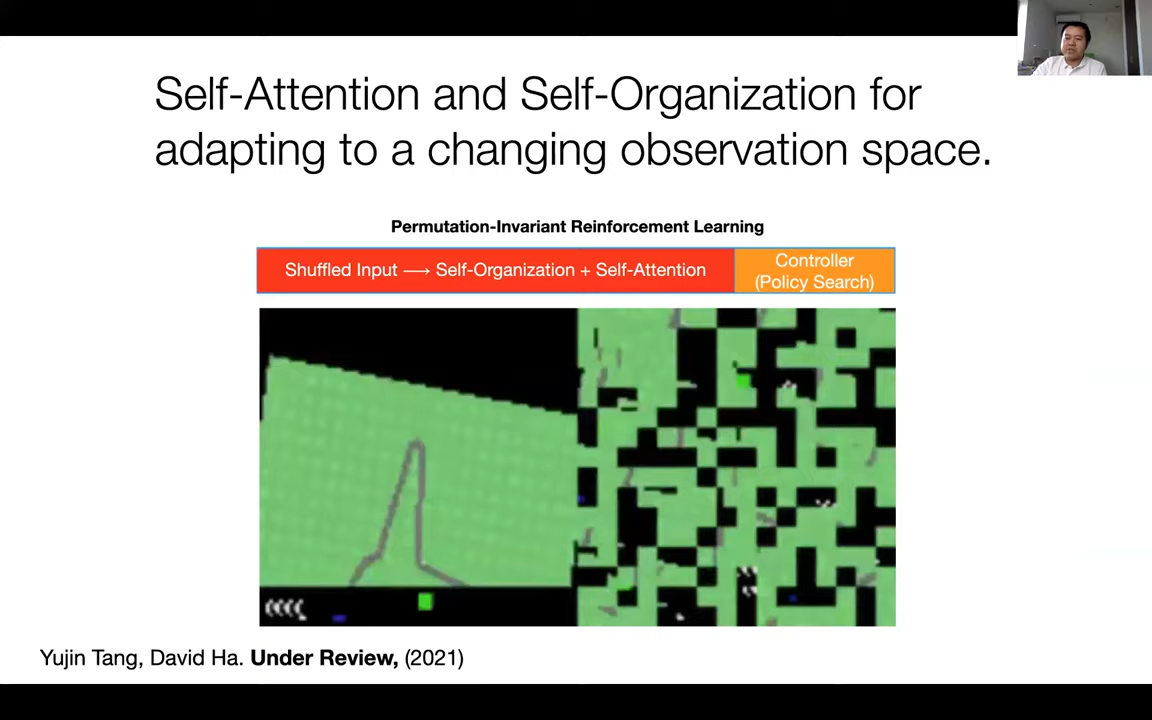 Self-Attention and Self-Organization for
adapting to a changing observation space.
Permutation-Invariant Reinforcement Learning
Shuffled Input ⟶ Self-Organization + Self-Attention
Controller
(Policy Search)
Yujin Tang, David Ha. Under Review, (2021)